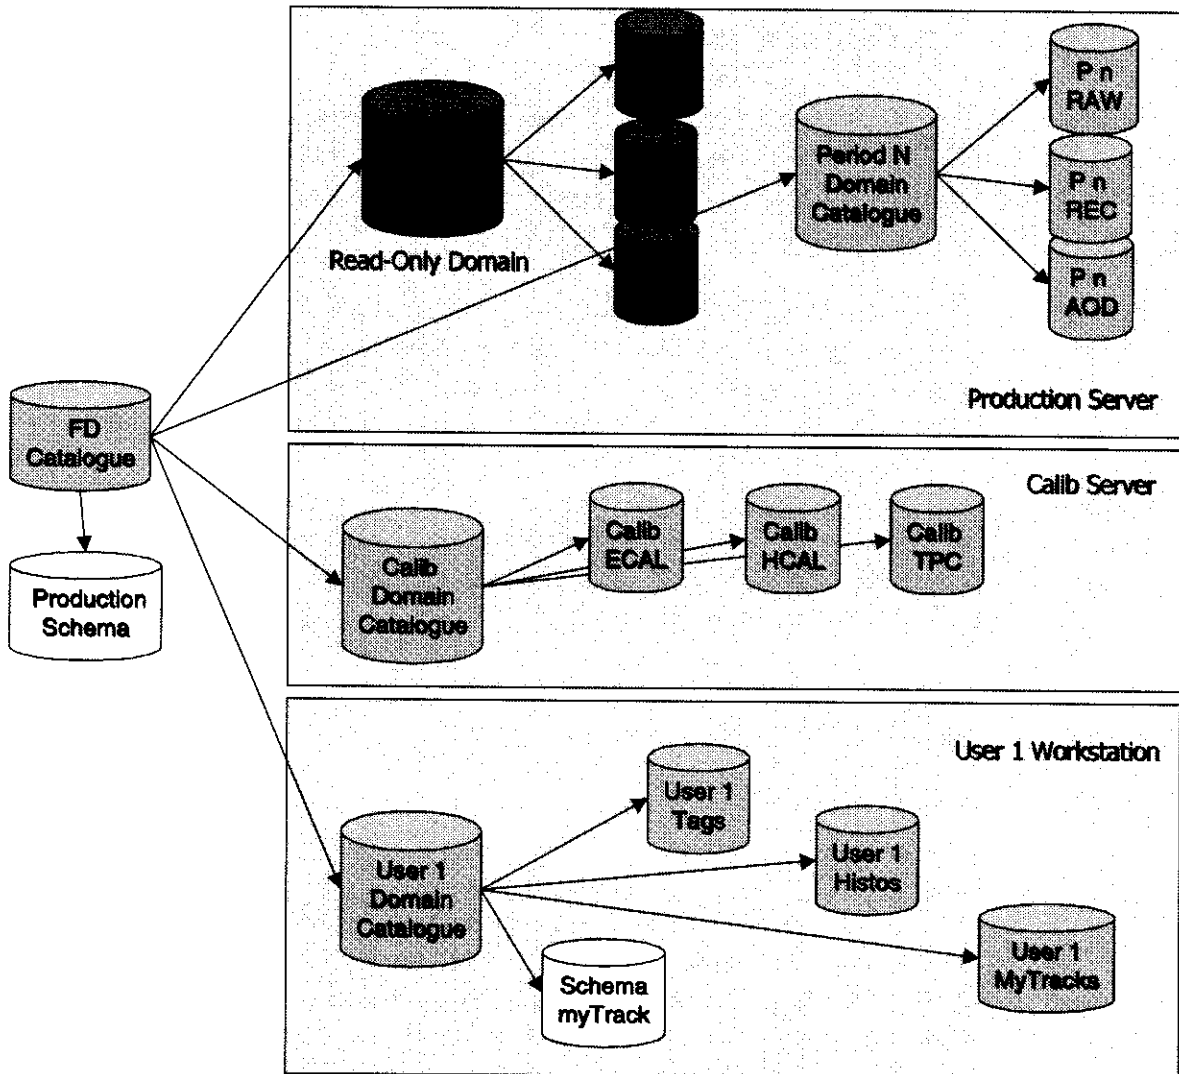 P n
RAW
Period N
Domain
Catalogue
P n
REC
Read-Only Domain
P n
AOD
Production Server
FD
Catalogue
Production
Schema
Calib Server
Calib
Domain
Catalogue
Calib
ECAL
Calib
HCAL
Calib
TPC
User 1 Workstation
User 1
Tags
User 1
Histos
User 1
Domain
Catalogue
User 1
MyTracks
Schema
myTrack